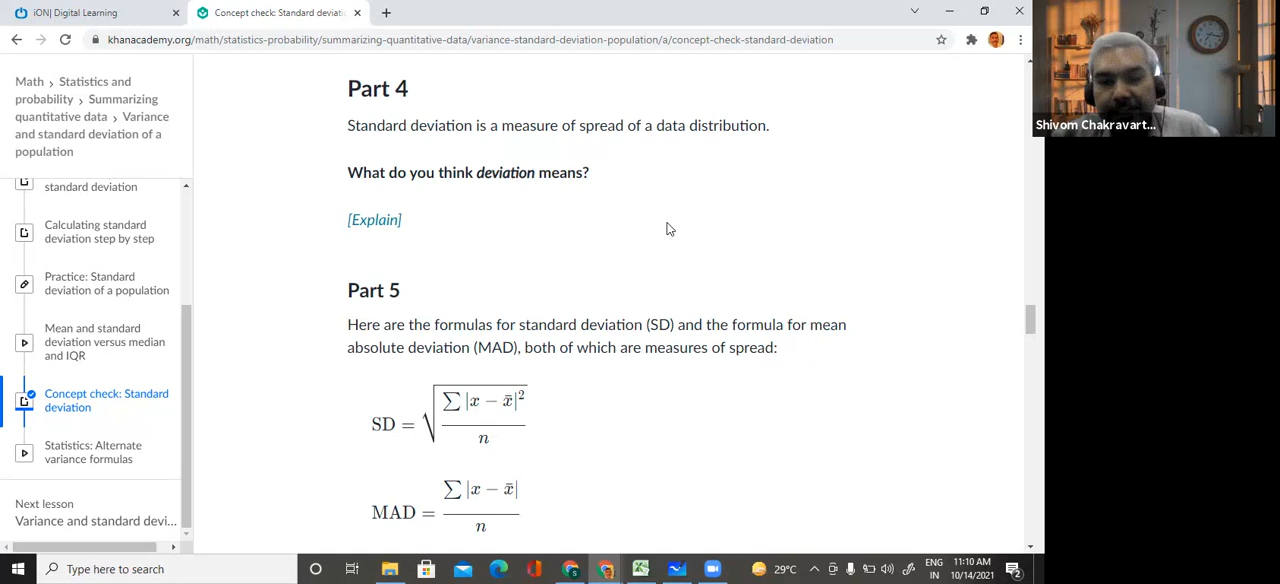 iON| Digital Learning
Concept check: Standard deviati
khanacademy.org/math/statistics-probability/summarizing-quantitative-data/variance-standard-deviation-population/a/concept-check-standard-deviation
Math > Statistics and
probability > Summarizing
quantitative data > Variance
and standard deviation of a
population
standard deviation
Calculating standard
deviation step by step
Practice: Standard
deviation of a population
Mean and standard
deviation versus median
and IQR
Concept check: Standard
deviation
Statistics: Alternate
variance formulas
Next lesson
Variance and standard devi...
Part 4
Standard deviation is a measure of spread of a data distribution.
What do you think deviation means?
[Explain]
Part 5
Here are the formulas for standard deviation (SD) and the formula for mean
absolute deviation (MAD), both of which are measures of spread:
SD = √(∑|x − x̄|² / n)
MAD = ∑|x − x̄| / n
Shivom Chakravart...
Type here to search
29°C
ENG
IN
11:10 AM
10/14/2021
2